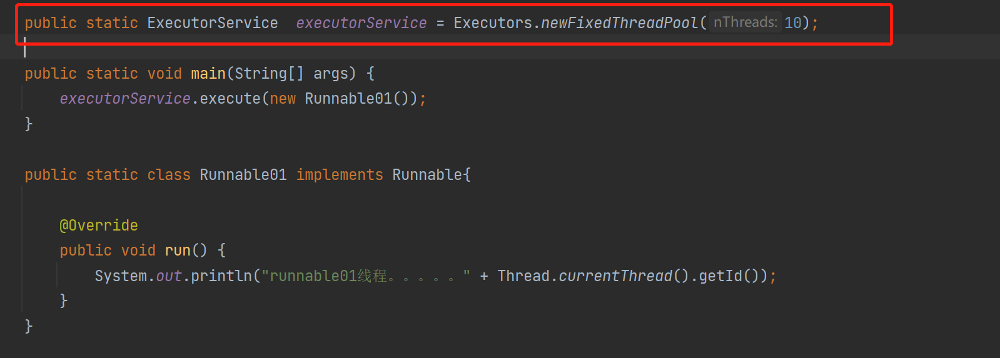 public static ExecutorService  executorService = Executors.newFixedThreadPool( nThreads: 10);
public static void main(String[] args) {
executorService.execute(new Runnable01());
}
public static class Runnable01 implements Runnable{
@Override
public void run() {
System.out.println("runnable01线程。。。。。" + Thread.currentThread().getId());
}
}